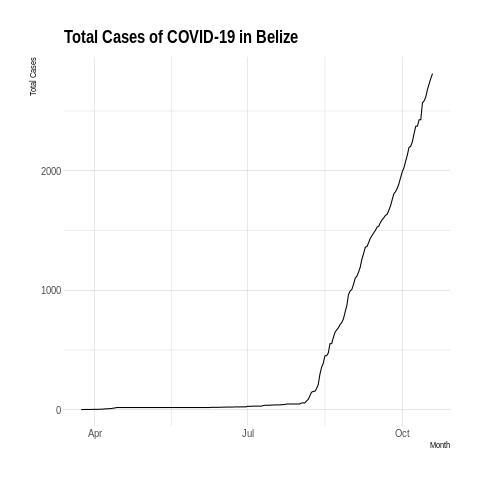 Total Cases of COVID-19 in Belize
Total Cases
2000
1000
0
Apr Jul Oct
Month